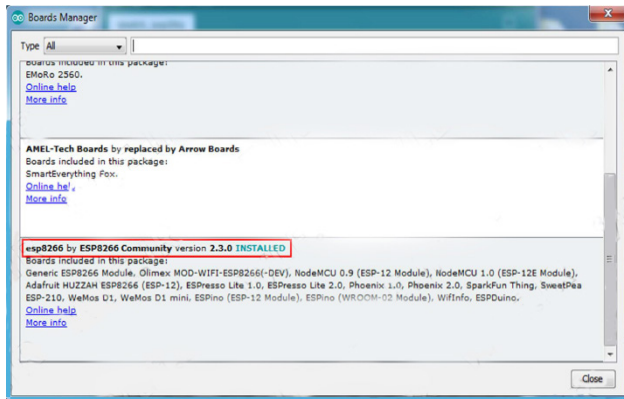 Boards Manager
Type All
Boards included in this package:
EMoRo 2560.
Online help
More info
AMEL-Tech Boards by replaced by Arrow Boards
Boards included in this package:
SmartEverything Fox.
Online
More info
esp8266 by ESP8266 Community version 2.3.0 INSTALLED
Boards included in this package:
Generic ESP8266 Module, Olimex MOD-WIFI-ESP8266(-DEV), NodeMCU 0.9 (ESP-12 Module), NodeMCU 1.0 (ESP-12E Module),
Adafruit HUZZAH ESP8266 (ESP-12), ESPresso Lite 1.0, ESPresso Lite 2.0, Phoenix 1.0, Phoenix 2.0, SparkFun Thing, SweetPea
ESP-210, WeMos D1, WeMos D1 mini, ESPino (ESP-12 Module), ESPino (WROOM-02 Module), WifInfo, ESPDuino.
Online help
More info
Close